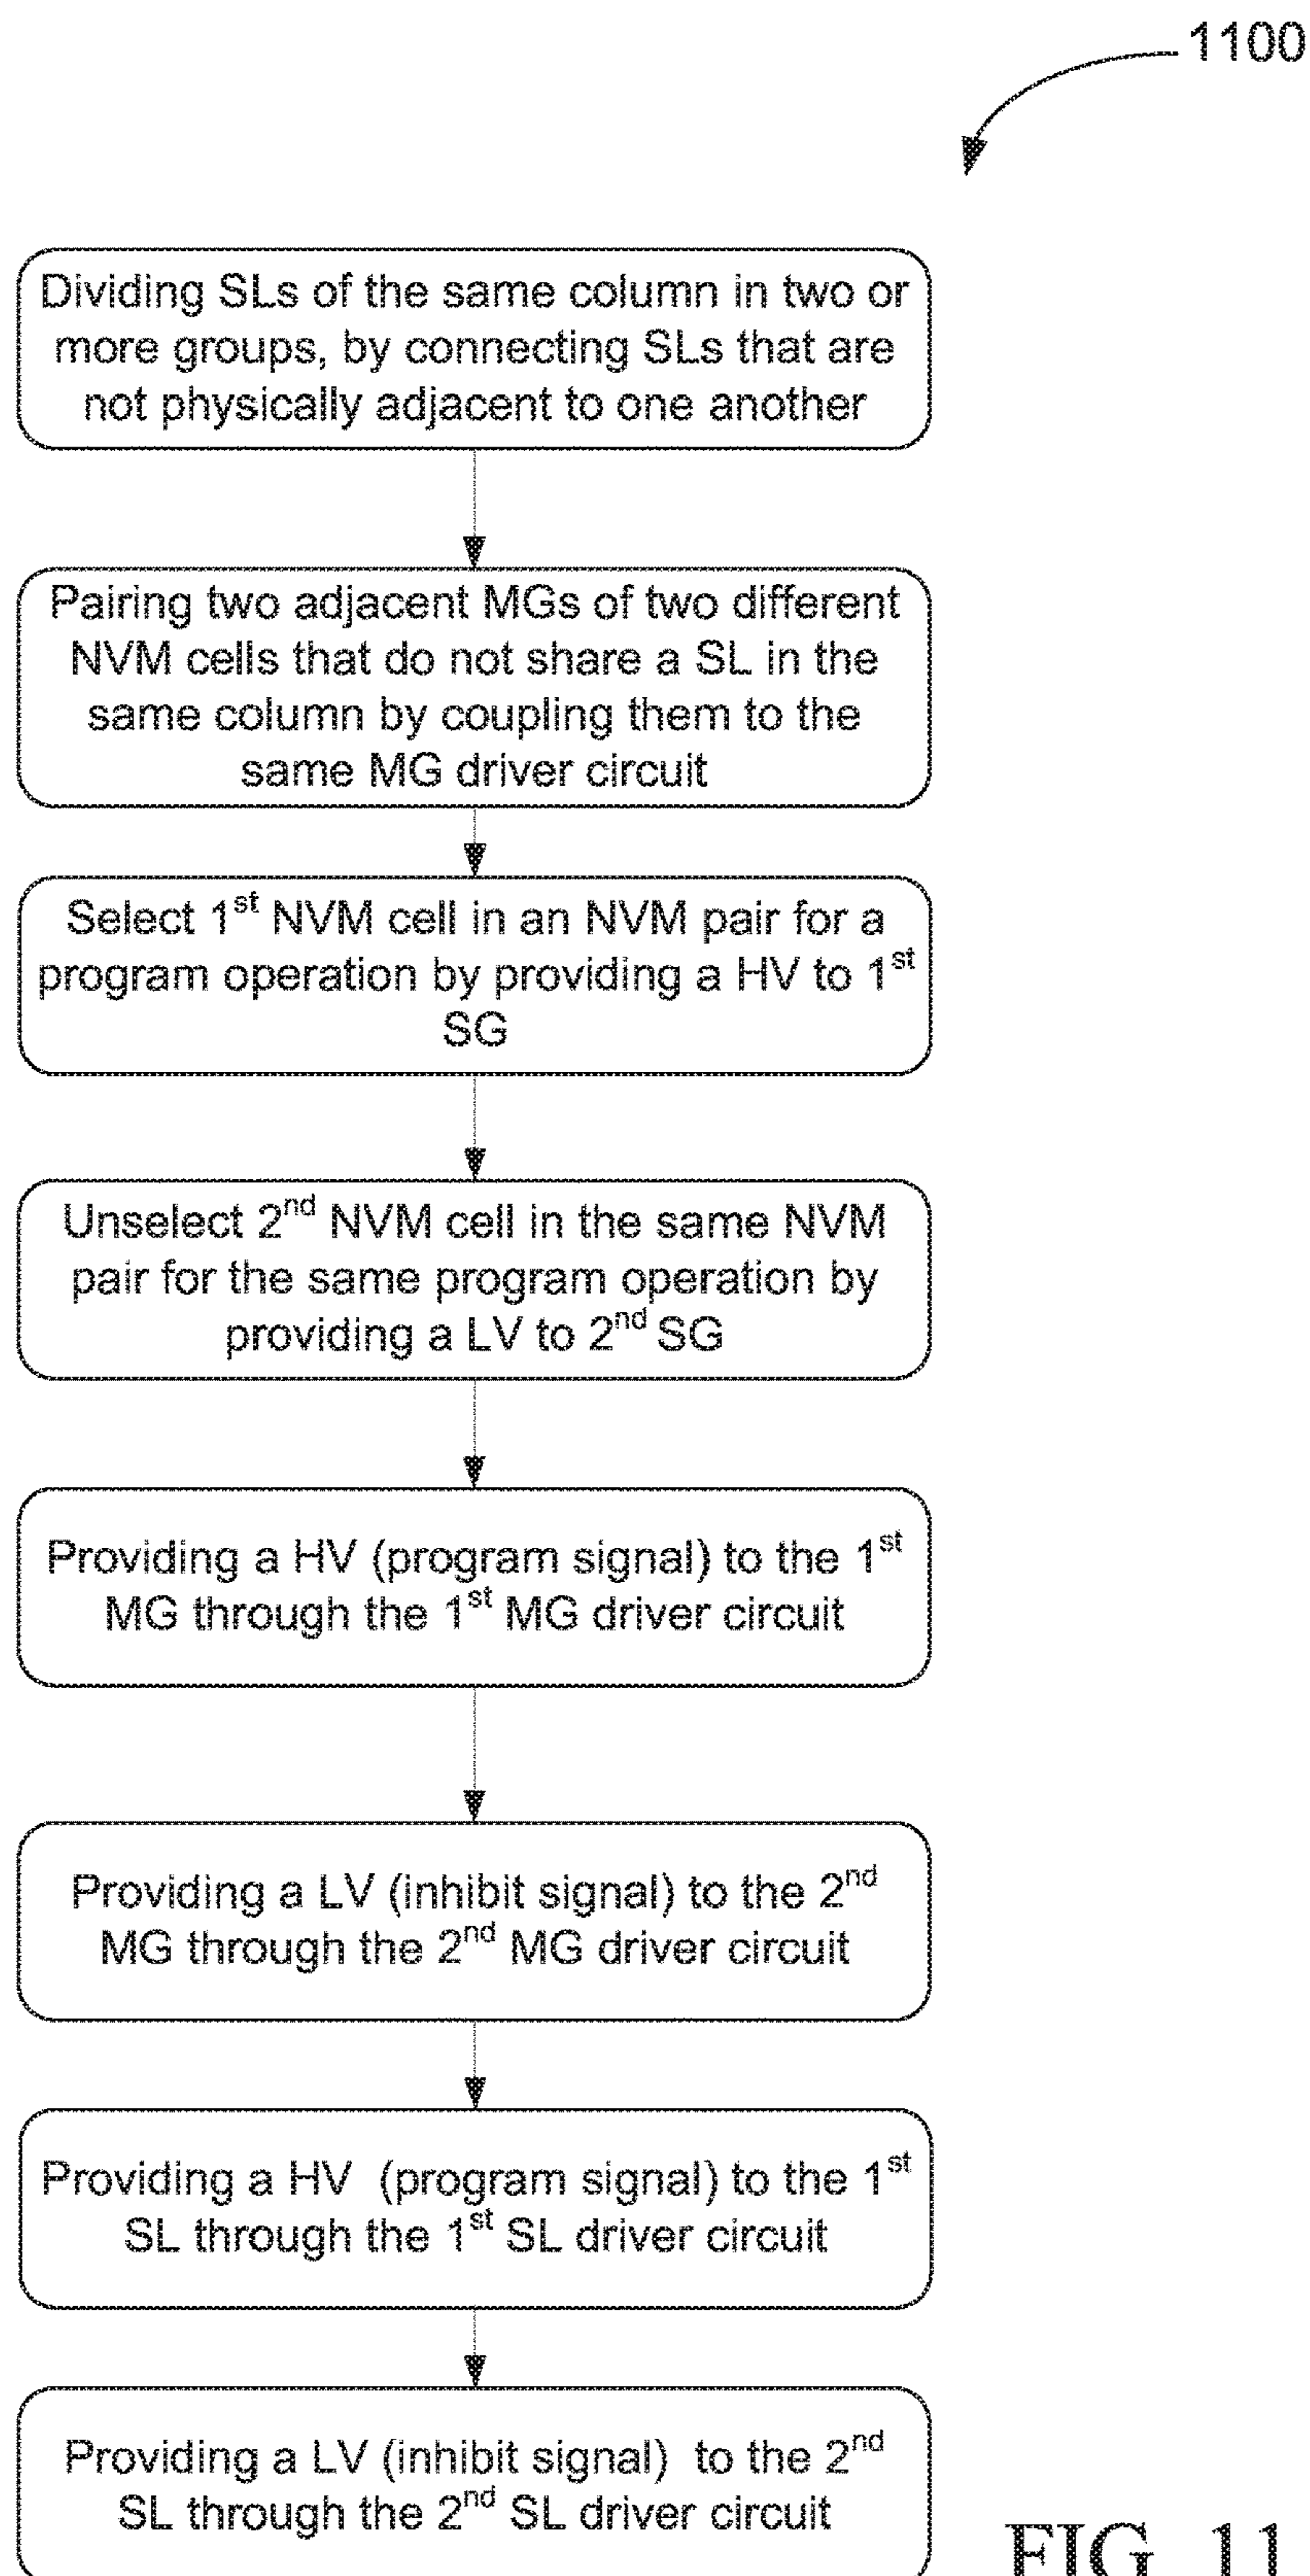 1100
Dividing SLs of the same column in two or
more groups, by connecting SLs that are
not physically adjacent to one another
Pairing two adjacent MGs of two different
NVM cells that do not share a SL in the
same column by coupling them to the
same MG driver circuit
Select 1st NVM cell in an NVM pair for a
program operation by providing a HV to 1st
SG
Unselect 2nd NVM cell in the same NVM
pair for the same program operation by
providing a LV to 2nd SG
Providing a HV (program signal) to the 1st
MG through the 1st MG driver circuit
Providing a LV (inhibit signal) to the 2nd
MG through the 2nd MG driver circuit
Providing a HV (program signal) to the 1st
SL through the 1st SL driver circuit
Providing a LV (inhibit signal) to the 2nd
SL through the 2nd SL driver circuit
FIG. 11